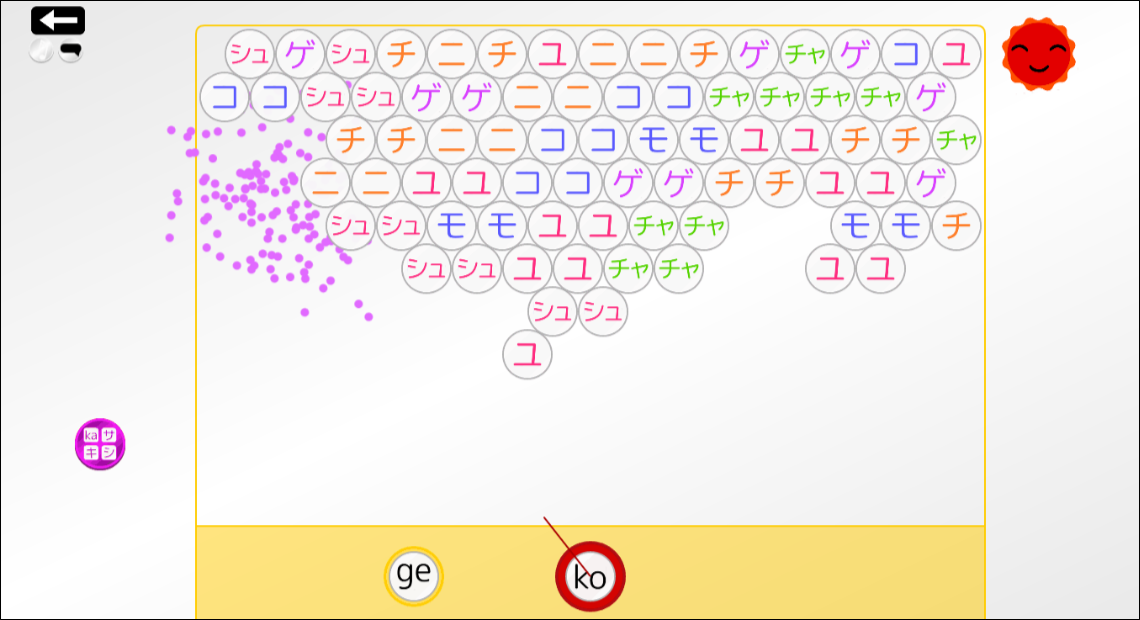 シュ ゲ シュ チ ニ チ ユ ニ ニ チ ゲ チャ ゲ コ ユ
コ コ シュ シュ ゲ ゲ ニ ニ コ コ チャ チャ チャ チャ ゲ
チ チ ニ ニ コ コ モ モ ユ ユ チ チ チャ
ニ ニ ユ ユ コ コ ゲ ゲ チ チ ユ ユ ゲ
シュ シュ モ モ ユ ユ チャ チャ モ モ チ
シュ シュ ユ ユ チャ チャ ユ ユ
シュ シュ
ユ
ka サ
キ シ
ge ko